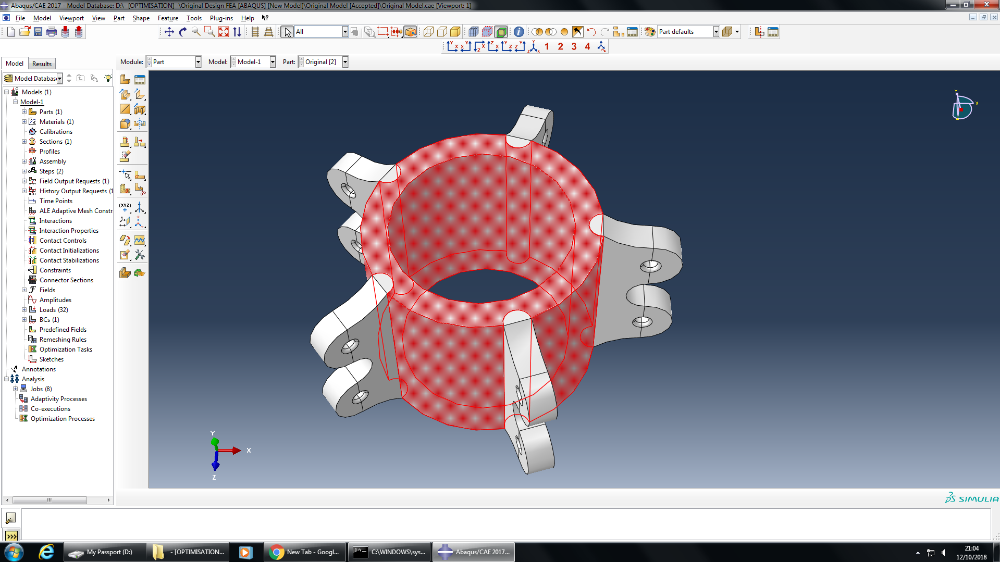 Abaqus/CAE 2017 - Model Database: D:\- [OPTIMISATION] -\Original Design FEA [ABAQUS] [New Model]\Original Model [Accepted]\Original Model.cae [Viewport: 1]
File Model Viewport View Part Shape Feature Tools Plug-ins Help
All
Part defaults
1 2 3 4
Model Results
Module: Part Model: Model-1 Part: Original [2]
Model Databas
Models (1)
Model-1
Parts (1)
Materials (1)
Calibrations
Sections (1)
Profiles
Assembly
Steps (2)
Field Output Requests (1)
History Output Requests (1
Time Points
ALE Adaptive Mesh Constr
Interactions
Interaction Properties
Contact Controls
Contact Initializations
Contact Stabilizations
Constraints
Connector Sections
Fields
Amplitudes
Loads (32)
BCs (1)
Predefined Fields
Remeshing Rules
Optimization Tasks
Sketches
Annotations
Analysis
Jobs (8)
Adaptivity Processes
Co-executions
Optimization Processes
(XYZ)
Y
X
Z
Y
X
Z
SIMULIA
>>>
My Passport (D:)
- [OPTIMISATION...
New Tab - Googl...
C:\WINDOWS\sys...
Abaqus/CAE 2017...
21:04
12/10/2018